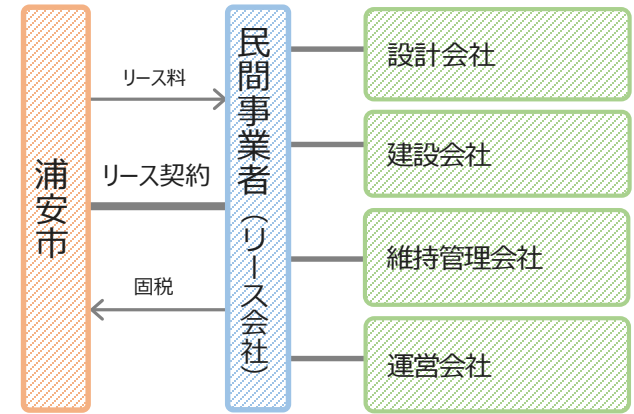 浦安市
リース料
リース契約
固税
民間事業者（リース会社）
設計会社
建設会社
維持管理会社
運営会社